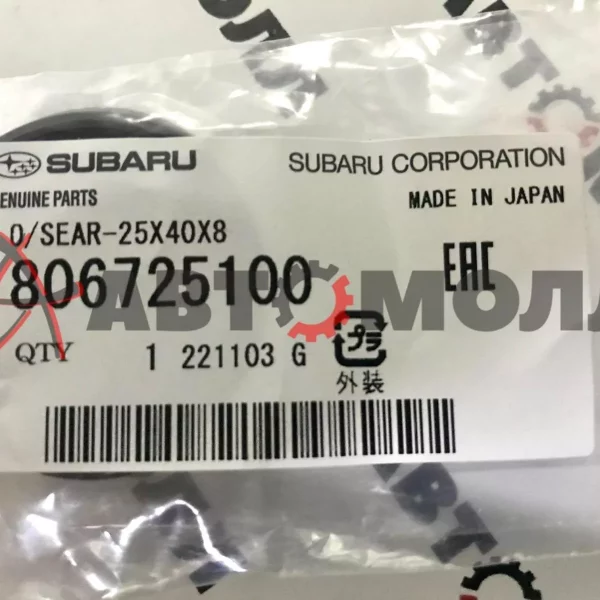 SUBARU SUBARU CORPORATION
ENUINE PARTS MADE IN JAPAN
O/SEAR-25X40X8
806725100 EAC
АВТОМОЛЛ
QTY 1 221103 G プラ
外装